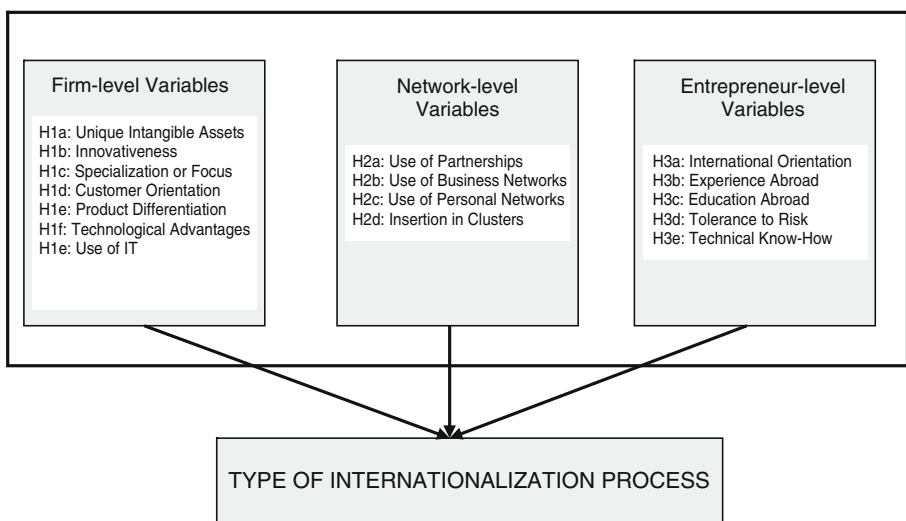 Firm-level Variables
H1a: Unique Intangible Assets
H1b: Innovativeness
H1c: Specialization or Focus
H1d: Customer Orientation
H1e: Product Differentiation
H1f: Technological Advantages
H1e: Use of IT
Network-level
Variables
H2a: Use of Partnerships
H2b: Use of Business Networks
H2c: Use of Personal Networks
H2d: Insertion in Clusters
Entrepreneur-level
Variables
H3a: International Orientation
H3b: Experience Abroad
H3c: Education Abroad
H3d: Tolerance to Risk
H3e: Technical Know-How
TYPE OF INTERNATIONALIZATION PROCESS